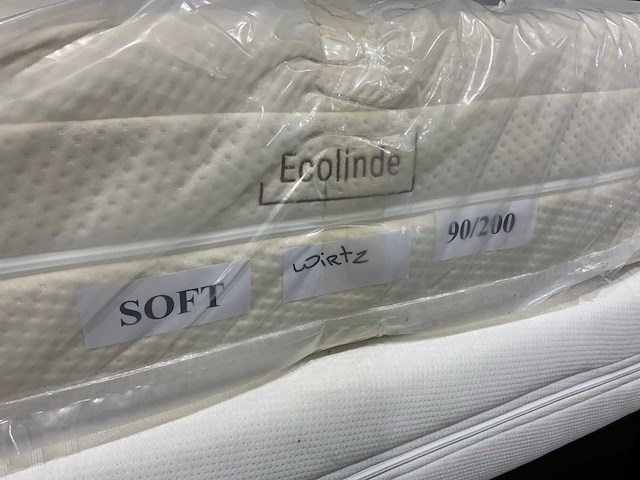 Ecolinde
SOFT
Wirtz
90/200